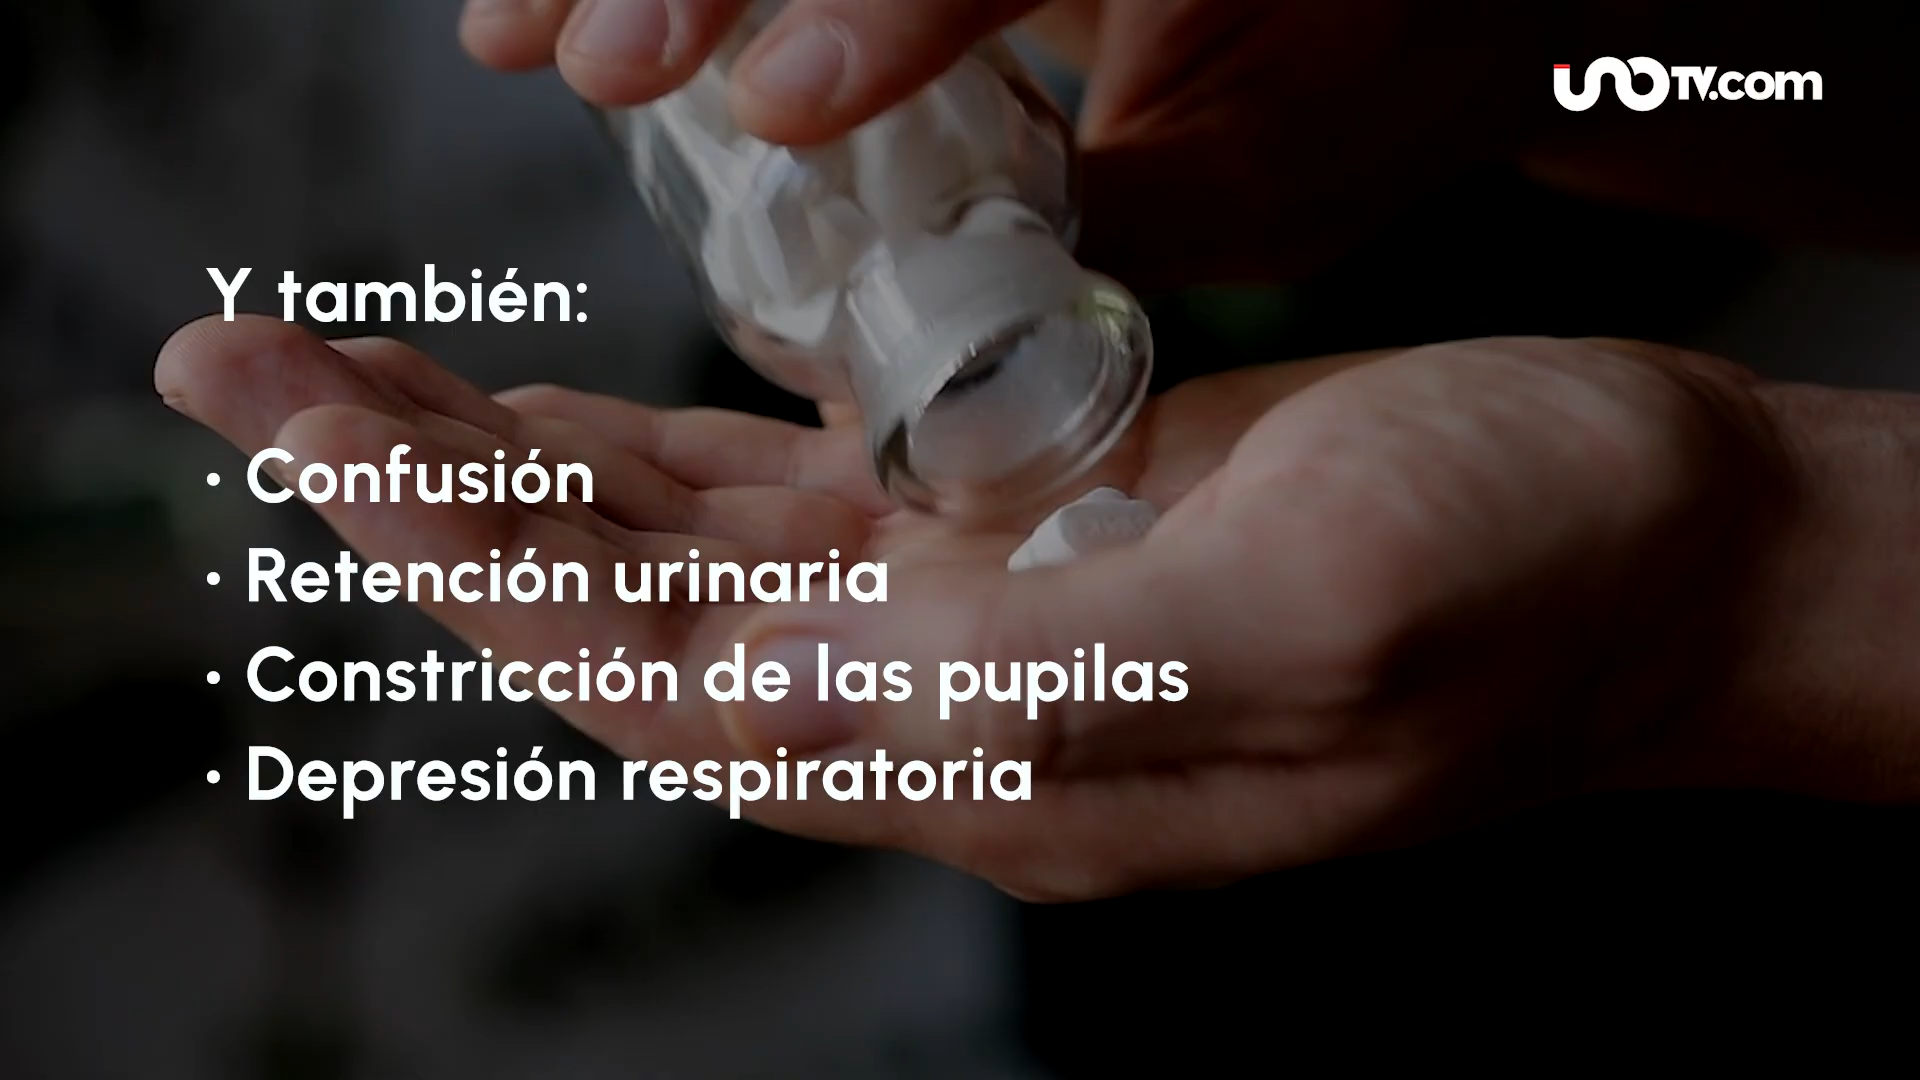 unoTV.com
Y también:
· Confusión
· Retención urinaria
· Constricción de las pupilas
· Depresión respiratoria